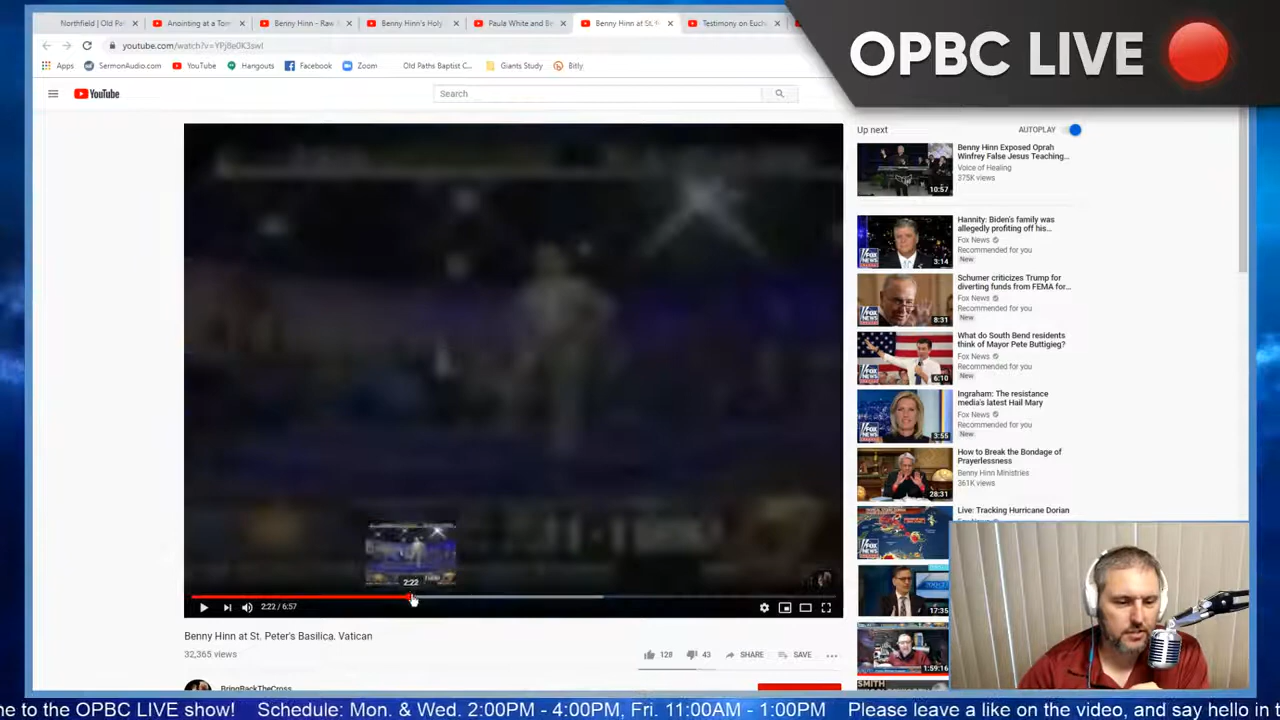 Northfield | Old Pa
Anointing at a Tom
Benny Hinn - Raw
Benny Hinn's Holy
Paula White and Be
Benny Hinn at St.
Testimony on Euch
OPBC LIVE
youtube.com/watch?v=YPj8e0K3swI
Apps
SermonAudio.com
YouTube
Hangouts
Facebook
Zoom
Old Paths Baptist C...
Giants Study
Bitly
YouTube
Search
Up next
AUTOPLAY
Benny Hinn Exposed Oprah
Winfrey False Jesus Teaching...
Voice of Healing
375K views
10:57
Hannity: Biden's family was
allegedly profiting off his...
Fox News
Recommended for you
New
3:14
Schumer criticizes Trump for
diverting funds from FEMA for...
Fox News
Recommended for you
New
8:31
What do South Bend residents
think of Mayor Pete Buttigieg?
Fox News
Recommended for you
New
6:10
Ingraham: The resistance
media's latest Hail Mary
Fox News
Recommended for you
New
3:55
How to Break the Bondage of
Prayerlessness
Benny Hinn Ministries
361K views
28:31
Live: Tracking Hurricane Dorian
17:35
1:59:16
SMITH
2:22
2:22 / 6:57
Benny Hinn at St. Peter's Basilica. Vatican
32,365 views
128
43
SHARE
SAVE
BringBackTheCross
me to the OPBC LIVE show! Schedule: Mon. & Wed. 2:00PM - 4:00PM, Fri. 11:00AM - 1:00PM Please leave a like on the video, and say hello in t